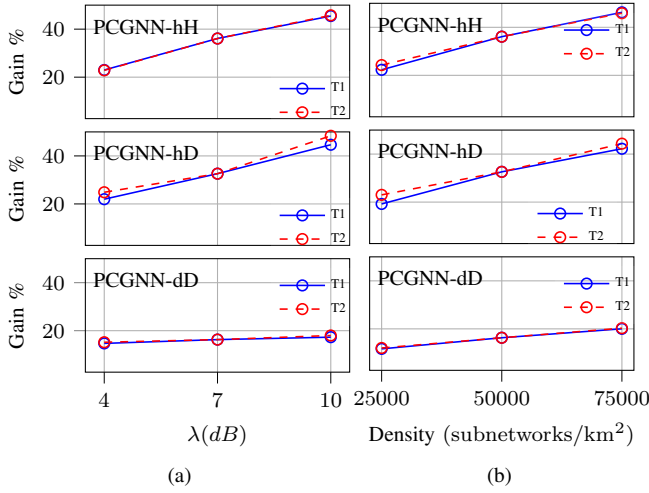 PCGNN-hH
Gain %
40
20
T1
T2
PCGNN-hH
T1
T2
PCGNN-hD
Gain %
40
20
T1
T2
PCGNN-hD
T1
T2
PCGNN-dD
Gain %
40
20
T1
T2
4 7 10
λ(dB)
(a)
PCGNN-dD
T1
T2
25000 50000 75000
Density (subnetworks/km²)
(b)